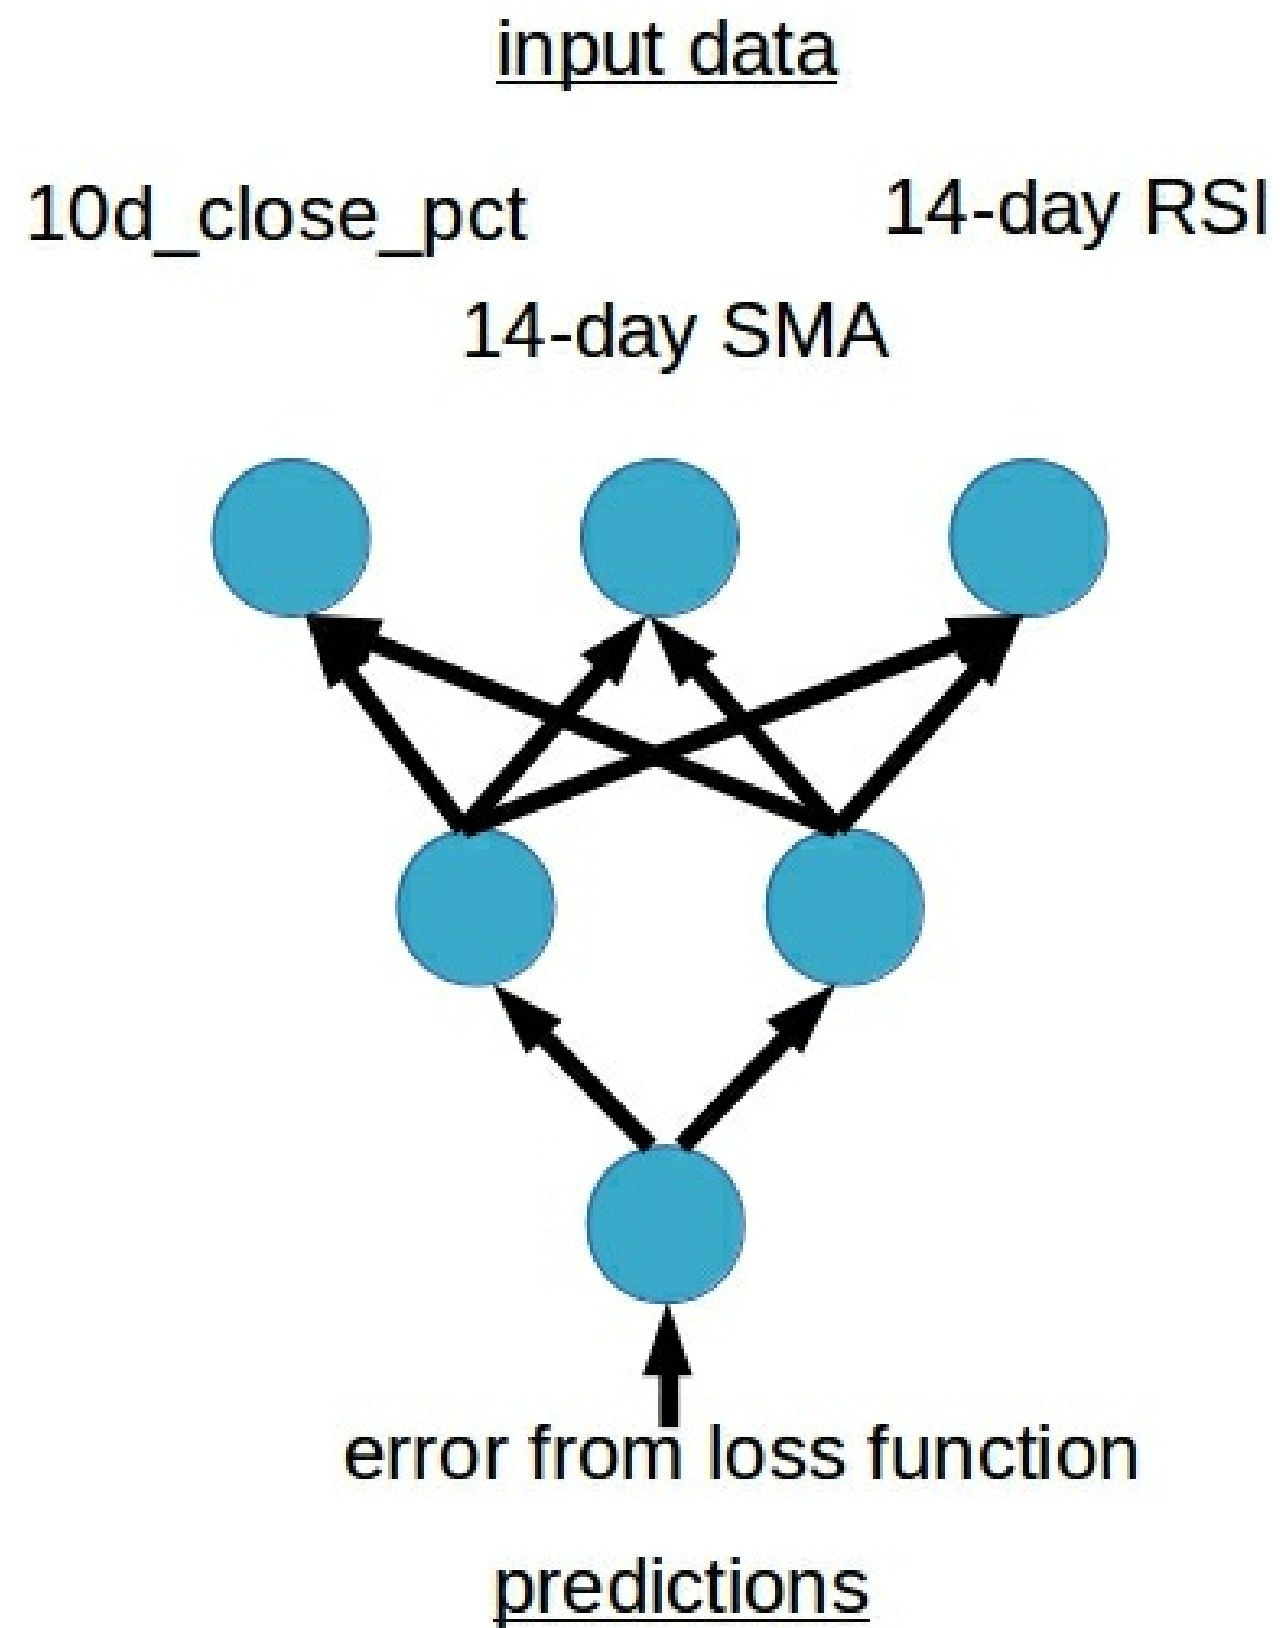 input data
10d_close_pct
14-day RSI
14-day SMA
error from loss function
predictions